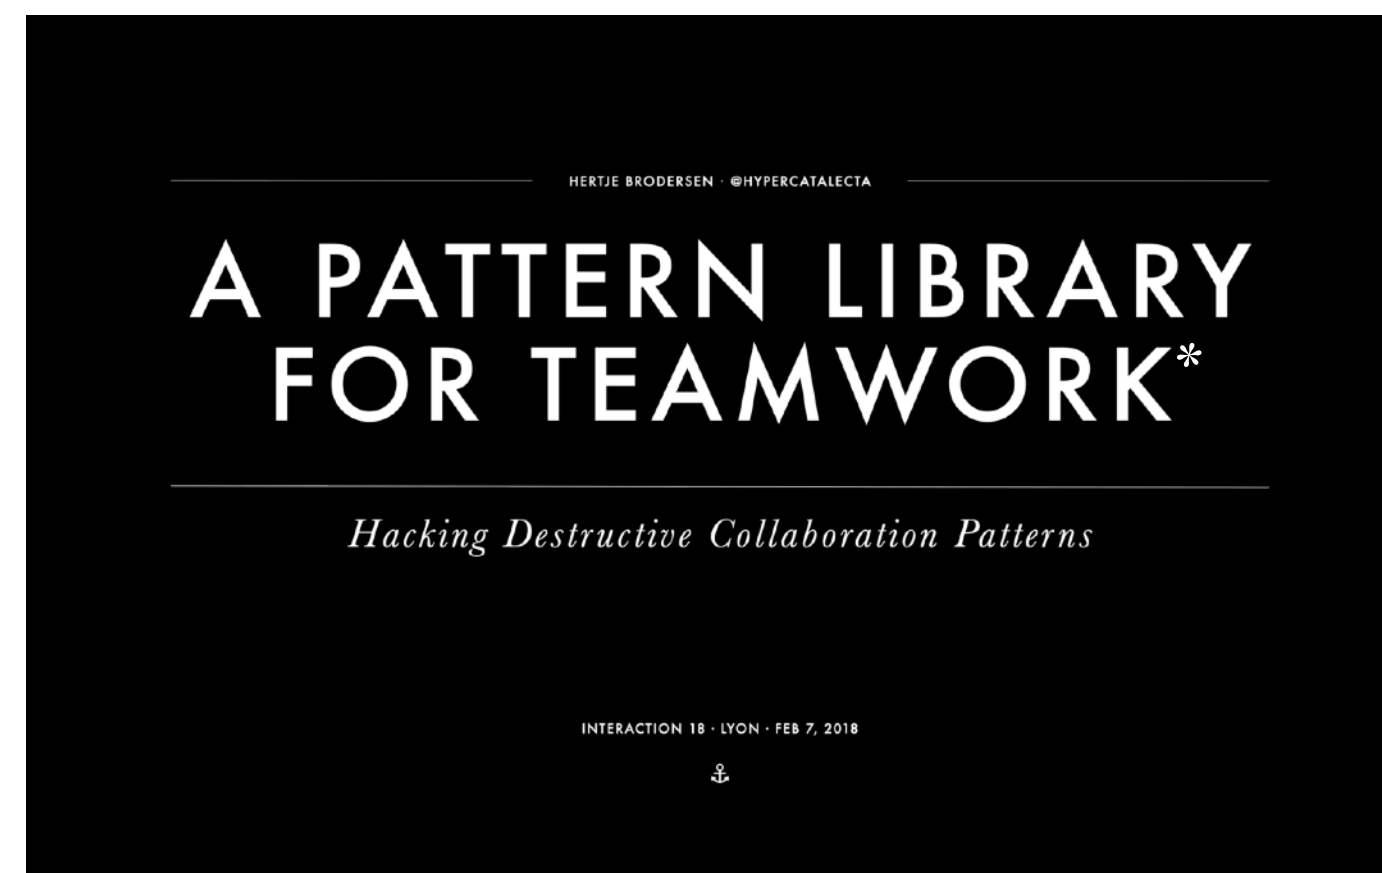 HERTJE BRODERSEN · @HYPERCATALECTA
A PATTERN LIBRARY
FOR TEAMWORK*
Hacking Destructive Collaboration Patterns
INTERACTION 18 · LYON · FEB 7, 2018